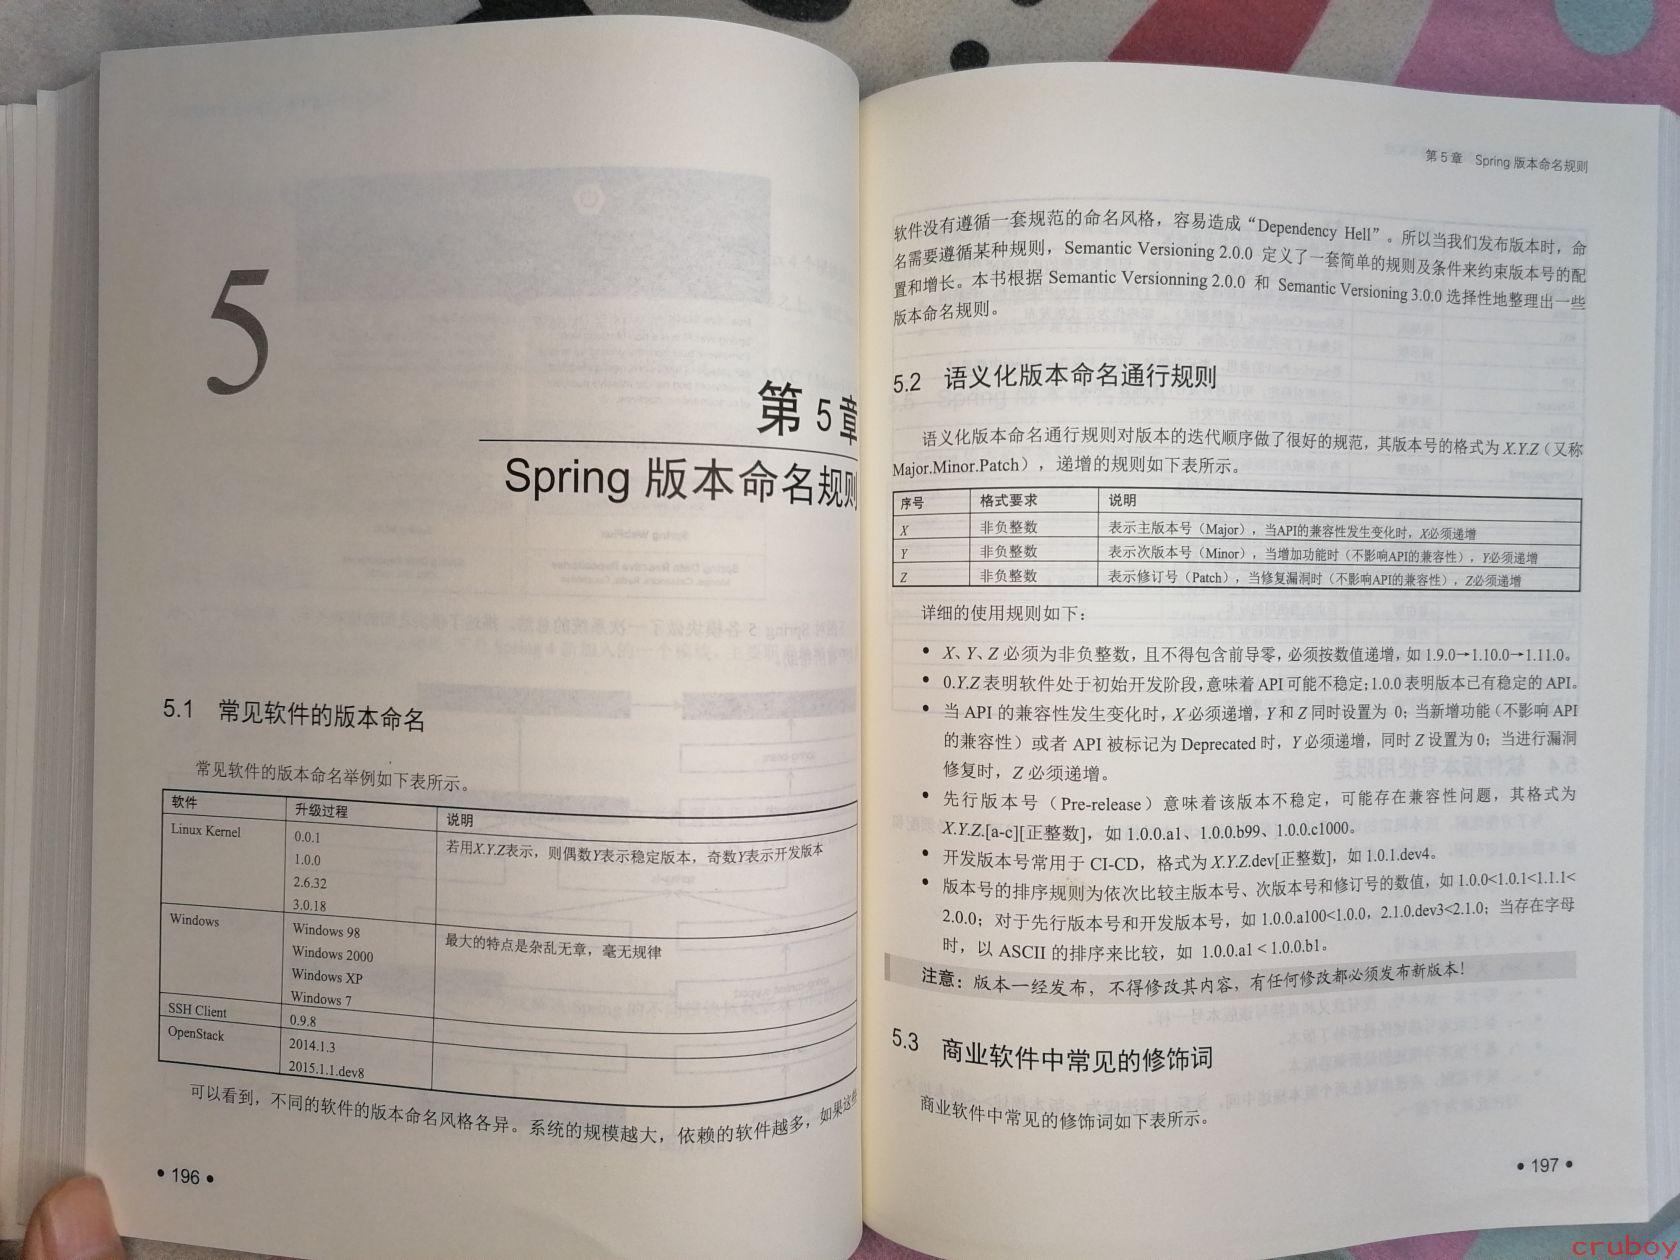 5
第 5 章
Spring 版本命名规则
5.1 常见软件的版本命名
常见软件的版本命名举例如下表所示。
软件 升级过程 说明
Linux Kernel 0.0.1 若用X.Y.Z表示，则偶数Y表示稳定版本，奇数Y表示开发版本
1.0.0
2.6.32
3.0.18
Windows Windows 98 最大的特点是杂乱无章，毫无规律
Windows 2000
Windows XP
Windows 7
SSH Client 0.9.8
OpenStack 2014.1.3
2015.1.1.dev8
可以看到，不同的软件的版本命名风格各异。系统的规模越大，依赖的软件越多，如果这些
• 196 •
第 5 章 Spring 版本命名规则
软件没有遵循一套规范的命名风格，容易造成“Dependency Hell”。所以当我们发布版本时，命
名需要遵循某种规则，Semantic Versioning 2.0.0 定义了一套简单的规则及条件来约束版本号的配
置和增长。本书根据 Semantic Versionning 2.0.0 和 Semantic Versioning 3.0.0 选择性地整理出一些
版本命名规则。
5.2 语义化版本命名通行规则
语义化版本命名通行规则对版本的迭代顺序做了很好的规范，其版本号的格式为 X.Y.Z（又称
Major.Minor.Patch），递增的规则如下表所示。
序号 格式要求 说明
X 非负整数 表示主版本号（Major），当API的兼容性发生变化时，X必须递增
Y 非负整数 表示次版本号（Minor），当增加功能时（不影响API的兼容性），Y必须递增
Z 非负整数 表示修订号（Patch），当修复漏洞时（不影响API的兼容性），Z必须递增
详细的使用规则如下：
• X、Y、Z 必须为非负整数，且不得包含前导零，必须按数值递增，如 1.9.0→1.10.0→1.11.0。
• 0.Y.Z 表明软件处于初始开发阶段，意味着 API 可能不稳定；1.0.0 表明版本已有稳定的 API。
• 当 API 的兼容性发生变化时，X 必须递增，Y 和 Z 同时设置为 0；当新增功能（不影响 API
的兼容性）或者 API 被标记为 Deprecated 时，Y 必须递增，同时 Z 设置为 0；当进行漏洞
修复时，Z 必须递增。
• 先行版本号（Pre-release）意味着该版本不稳定，可能存在兼容性问题，其格式为
X.Y.Z.[a-c][正整数]，如 1.0.0.a1、1.0.0.b99、1.0.0.c1000。
• 开发版本号常用于 CI-CD，格式为 X.Y.Z.dev[正整数]，如 1.0.1.dev4。
• 版本号的排序规则为依次比较主版本号、次版本号和修订号的数值，如 1.0.0<1.0.1<1.1.1<
2.0.0；对于先行版本号和开发版本号，如 1.0.0.a100<1.0.0，2.1.0.dev3<2.1.0；当存在字母
时，以 ASCII 的排序来比较，如 1.0.0.a1 < 1.0.0.b1。
注意：版本一经发布，不得修改其内容，有任何修改都必须发布新版本！
5.3 商业软件中常见的修饰词
商业软件中常见的修饰词如下表所示。
• 197 •
cruboy